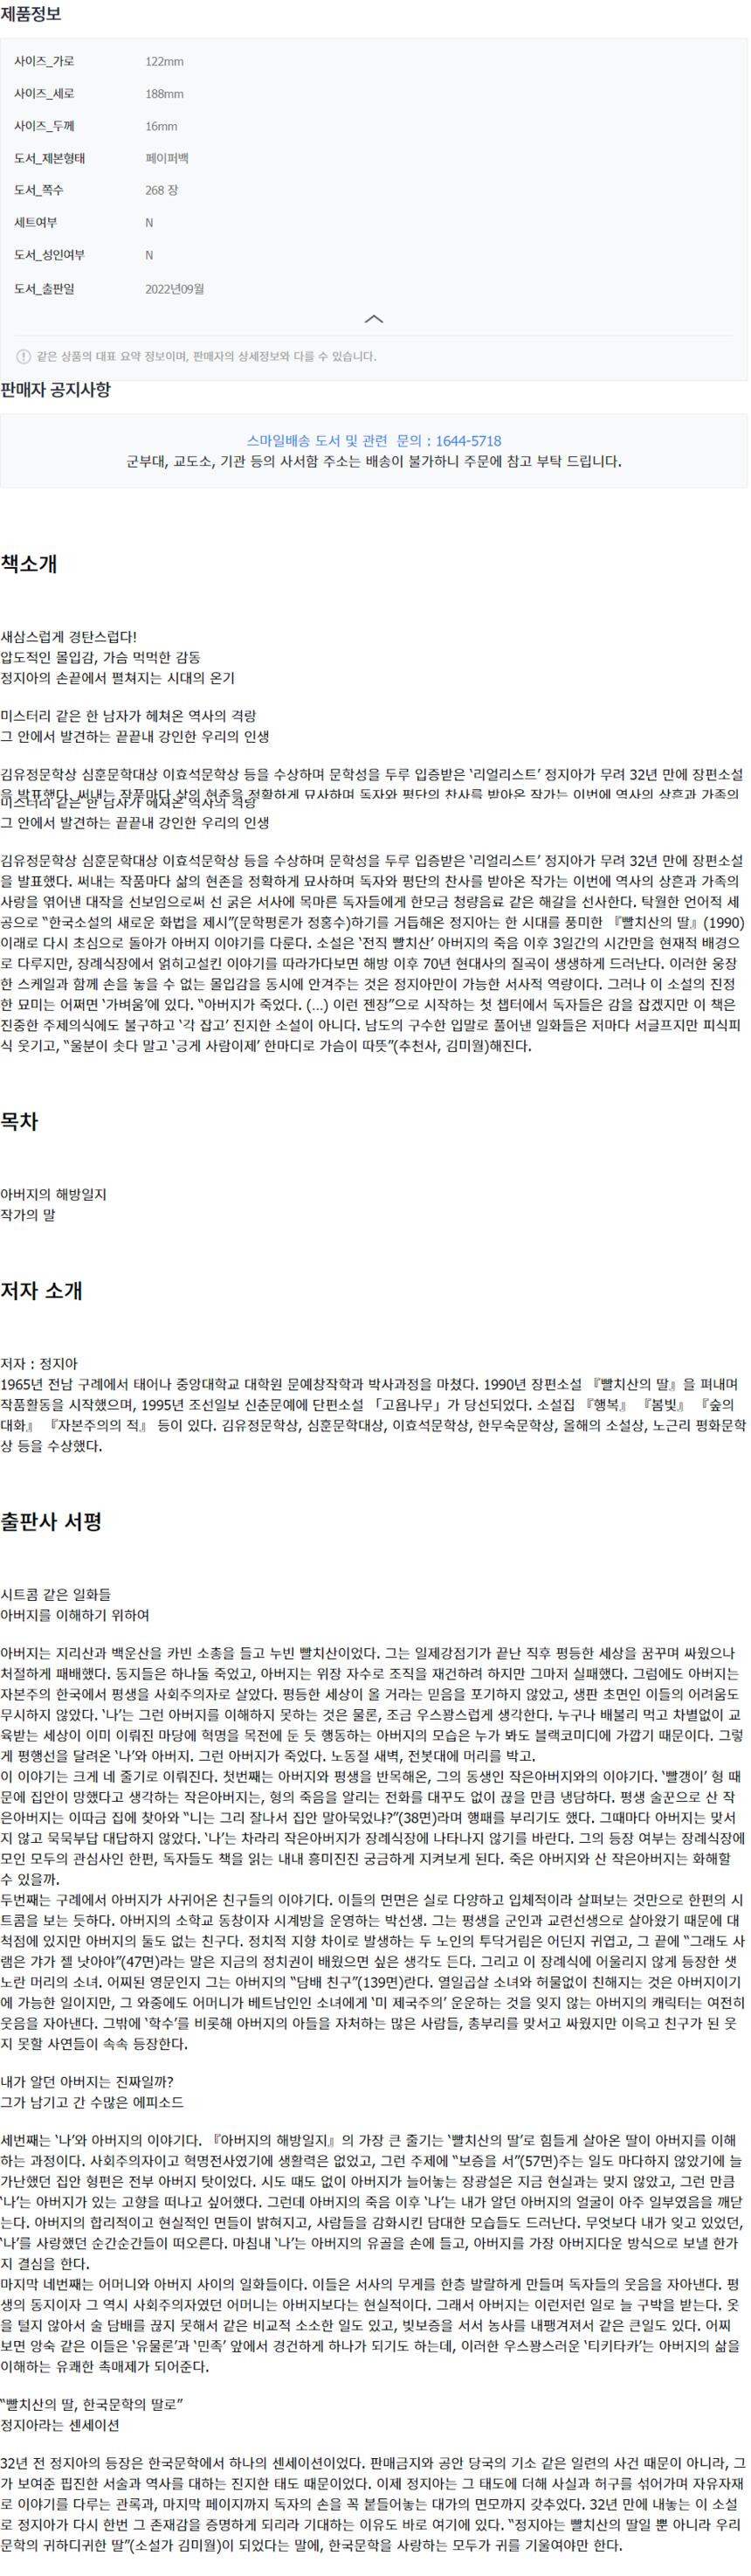 제품정보
사이즈_가로 122mm
사이즈_세로 188mm
사이즈_두께 16mm
도서_제본형태 페이퍼백
도서_쪽수 268 장
세트여부 N
도서_성인여부 N
도서_출판일 2022년09월
같은 상품의 대표 요약 정보이며, 판매자의 상세정보와 다를 수 있습니다.
판매자 공지사항
스마일배송 도서 및 관련 문의 : 1644-5718
군부대, 교도소, 기관 등의 사서함 주소는 배송이 불가하니 주문에 참고 부탁 드립니다.
책소개
새삼스럽게 경탄스럽다!
압도적인 몰입감, 가슴 먹먹한 감동
정지아의 손끝에서 펼쳐지는 시대의 온기
미스터리 같은 한 남자가 헤쳐온 역사의 격랑
그 안에서 발견하는 끝끝내 강인한 우리의 인생
김유정문학상 심훈문학대상 이효석문학상 등을 수상하며 문학성을 두루 입증받은 ‘리얼리스트’ 정지아가 무려 32년 만에 장편소설
을 발표했다. 써내는 작품마다 삶의 현존을 정확하게 묘사하며 독자와 평단의 찬사를 받아온 작가는 이번에 역사의 상흔과 가족의
미스터리 같은 한 남자가 헤쳐온 역사의 격랑
그 안에서 발견하는 끝끝내 강인한 우리의 인생
김유정문학상 심훈문학대상 이효석문학상 등을 수상하며 문학성을 두루 입증받은 ‘리얼리스트’ 정지아가 무려 32년 만에 장편소설
을 발표했다. 써내는 작품마다 삶의 현존을 정확하게 묘사하며 독자와 평단의 찬사를 받아온 작가는 이번에 역사의 상흔과 가족의
사랑을 엮어낸 대작을 선보임으로써 선 굵은 서사에 목마른 독자들에게 한모금 청량음료 같은 해갈을 선사한다. 탁월한 언어적 세
공으로 “한국소설의 새로운 화법을 제시”(문학평론가 정홍수)하기를 거듭해온 정지아는 한 시대를 풍미한 『빨치산의 딸』(1990)
이래로 다시 초심으로 돌아가 아버지 이야기를 다룬다. 소설은 ‘전직 빨치산’ 아버지의 죽음 이후 3일간의 시간만을 현재적 배경으
로 다루지만, 장례식장에서 얽히고설킨 이야기를 따라가다보면 해방 이후 70년 현대사의 질곡이 생생하게 드러난다. 이러한 웅장
한 스케일과 함께 손을 놓을 수 없는 몰입감을 동시에 안겨주는 것은 정지아만이 가능한 서사적 역량이다. 그러나 이 소설의 진정
한 묘미는 어쩌면 ‘가벼움’에 있다. “아버지가 죽었다. (…) 이런 젠장”으로 시작하는 첫 챕터에서 독자들은 감을 잡겠지만 이 책은
진중한 주제의식에도 불구하고 ‘각 잡고’ 진지한 소설이 아니다. 남도의 구수한 입말로 풀어낸 일화들은 저마다 서글프지만 피식피
식 웃기고, “울분이 솟다 말고 ‘긍게 사람이제’ 한마디로 가슴이 따뜻”(추천사, 김미월)해진다.
목차
아버지의 해방일지
작가의 말
저자 소개
저자 : 정지아
1965년 전남 구례에서 태어나 중앙대학교 대학원 문예창작학과 박사과정을 마쳤다. 1990년 장편소설 『빨치산의 딸』을 펴내며
작품활동을 시작했으며, 1995년 조선일보 신춘문예에 단편소설 「고욤나무」가 당선되었다. 소설집 『행복』 『봄빛』 『숲의
대화』 『자본주의의 적』 등이 있다. 김유정문학상, 심훈문학대상, 이효석문학상, 한무숙문학상, 올해의 소설상, 노근리 평화문학
상 등을 수상했다.
출판사 서평
시트콤 같은 일화들
아버지를 이해하기 위하여
아버지는 지리산과 백운산을 카빈 소총을 들고 누빈 빨치산이었다. 그는 일제강점기가 끝난 직후 평등한 세상을 꿈꾸며 싸웠으나
처절하게 패배했다. 동지들은 하나둘 죽었고, 아버지는 위장 자수로 조직을 재건하려 하지만 그마저 실패했다. 그럼에도 아버지는
자본주의 한국에서 평생을 사회주의자로 살았다. 평등한 세상이 올 거라는 믿음을 포기하지 않았고, 생판 초면인 이들의 어려움도
무시하지 않았다. ‘나’는 그런 아버지를 이해하지 못하는 것은 물론, 조금 우스꽝스럽게 생각한다. 누구나 배불리 먹고 차별없이 교
육받는 세상이 이미 이뤄진 마당에 혁명을 목전에 둔 듯 행동하는 아버지의 모습은 누가 봐도 블랙코미디에 가깝기 때문이다. 그렇
게 평행선을 달려온 ‘나’와 아버지. 그런 아버지가 죽었다. 노동절 새벽, 전봇대에 머리를 박고.
이 이야기는 크게 네 줄기로 이뤄진다. 첫번째는 아버지와 평생을 반목해온, 그의 동생인 작은아버지와의 이야기다. ‘빨갱이’ 형 때
문에 집안이 망했다고 생각하는 작은아버지는, 형의 죽음을 알리는 전화를 대꾸도 없이 끊을 만큼 냉담하다. 평생 술꾼으로 산 작
은아버지는 이따금 집에 찾아와 “니는 그리 잘나서 집안 말아묵었냐?”(38면)라며 행패를 부리기도 했다. 그때마다 아버지는 맞서
지 않고 묵묵부답 대답하지 않았다. ‘나’는 차라리 작은아버지가 장례식장에 나타나지 않기를 바란다. 그의 등장 여부는 장례식장에
모인 모두의 관심사인 한편, 독자들도 책을 읽는 내내 흥미진진 궁금하게 지켜보게 된다. 죽은 아버지와 산 작은아버지는 화해할
수 있을까.
두번째는 구례에서 아버지가 사귀어온 친구들의 이야기다. 이들의 면면은 실로 다양하고 입체적이라 살펴보는 것만으로 한편의 시
트콤을 보는 듯하다. 아버지의 소학교 동창이자 시계방을 운영하는 박선생. 그는 평생을 군인과 교련선생으로 살아왔기 때문에 대
척점에 있지만 아버지의 둘도 없는 친구다. 정치적 지향 차이로 발생하는 두 노인의 투닥거림은 어딘지 귀엽고, 그 끝에 “그래도 사
램은 갸가 젤 낫아야”(47면)라는 말은 지금의 정치권이 배웠으면 싶은 생각도 든다. 그리고 이 장례식에 어울리지 않게 등장한 샛
노란 머리의 소녀. 어찌된 영문인지 그는 아버지의 “담배 친구”(139면)란다. 열일곱살 소녀와 허물없이 친해지는 것은 아버지이기
에 가능한 일이지만, 그 와중에도 어머니가 베트남인인 소녀에게 ‘미 제국주의’ 운운하는 것을 잊지 않는 아버지의 캐릭터는 여전히
웃음을 자아낸다. 그밖에 ‘학수’를 비롯해 아버지의 아들을 자처하는 많은 사람들, 총부리를 맞서고 싸웠지만 이윽고 친구가 된 웃
지 못할 사연들이 속속 등장한다.
내가 알던 아버지는 진짜일까?
그가 남기고 간 수많은 에피소드
세번째는 ‘나’와 아버지의 이야기다. 『아버지의 해방일지』의 가장 큰 줄기는 ‘빨치산의 딸’로 힘들게 살아온 딸이 아버지를 이해
하는 과정이다. 사회주의자이고 혁명전사였기에 생활력은 없었고, 그런 주제에 “보증을 서”(57면)주는 일도 마다하지 않았기에 늘
가난했던 집안 형편은 전부 아버지 탓이었다. 시도 때도 없이 아버지가 늘어놓는 장광설은 지금 현실과는 맞지 않았고, 그런 만큼
‘나’는 아버지가 있는 고향을 떠나고 싶어했다. 그런데 아버지의 죽음 이후 ‘나’는 내가 알던 아버지의 얼굴이 아주 일부였음을 깨닫
는다. 아버지의 합리적이고 현실적인 면들이 밝혀지고, 사람들을 감화시킨 담대한 모습들도 드러난다. 무엇보다 내가 잊고 있었던,
‘나’를 사랑했던 순간순간들이 떠오른다. 마침내 ‘나’는 아버지의 유골을 손에 들고, 아버지를 가장 아버지다운 방식으로 보낼 한가
지 결심을 한다.
마지막 네번째는 어머니와 아버지 사이의 일화들이다. 이들은 서사의 무게를 한층 발랄하게 만들며 독자들의 웃음을 자아낸다. 평
생의 동지이자 그 역시 사회주의자였던 어머니는 아버지보다는 현실적이다. 그래서 아버지는 이런저런 일로 늘 구박을 받는다. 옷
을 털지 않아서 술 담배를 끊지 못해서 같은 비교적 소소한 일도 있고, 빚보증을 서서 농사를 내팽겨져서 같은 큰일도 있다. 어찌
보면 앙숙 같은 이들은 ‘유물론’과 ‘민족’ 앞에서 경건하게 하나가 되기도 하는데, 이러한 우스꽝스러운 ‘티키타카’는 아버지의 삶을
이해하는 유쾌한 촉매제가 되어준다.
“빨치산의 딸, 한국문학의 딸로”
정지아라는 센세이션
32년 전 정지아의 등장은 한국문학에서 하나의 센세이션이었다. 판매금지와 공안 당국의 기소 같은 일련의 사건 때문이 아니라, 그
가 보여준 핍진한 서술과 역사를 대하는 진지한 태도 때문이었다. 이제 정지아는 그 태도에 더해 사실과 허구를 섞어가며 자유자재
로 이야기를 다루는 관록과, 마지막 페이지까지 독자의 손을 꼭 붙들어놓는 대가의 면모까지 갖추었다. 32년 만에 내놓는 이 소설
로 정지아가 다시 한번 그 존재감을 증명하게 되리라 기대하는 이유도 바로 여기에 있다. “정지아는 빨치산의 딸일 뿐 아니라 우리
문학의 귀하디귀한 딸”(소설가 김미월)이 되었다는 말에, 한국문학을 사랑하는 모두가 귀를 기울여야만 한다.